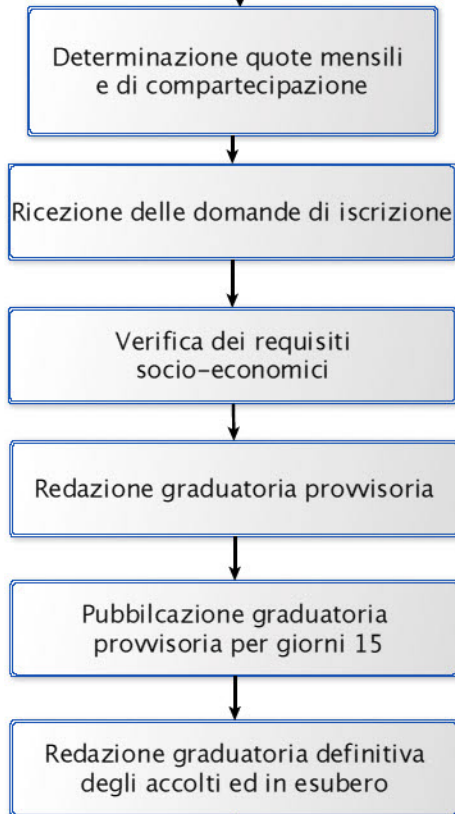 Determinazione quote mensili
e di compartecipazione
Ricezione delle domande di iscrizione
Verifica dei requisiti
socio-economici
Redazione graduatoria provvisoria
Pubbilcazione graduatoria
provvisoria per giorni 15
Redazione graduatoria definitiva
degli accolti ed in esubero